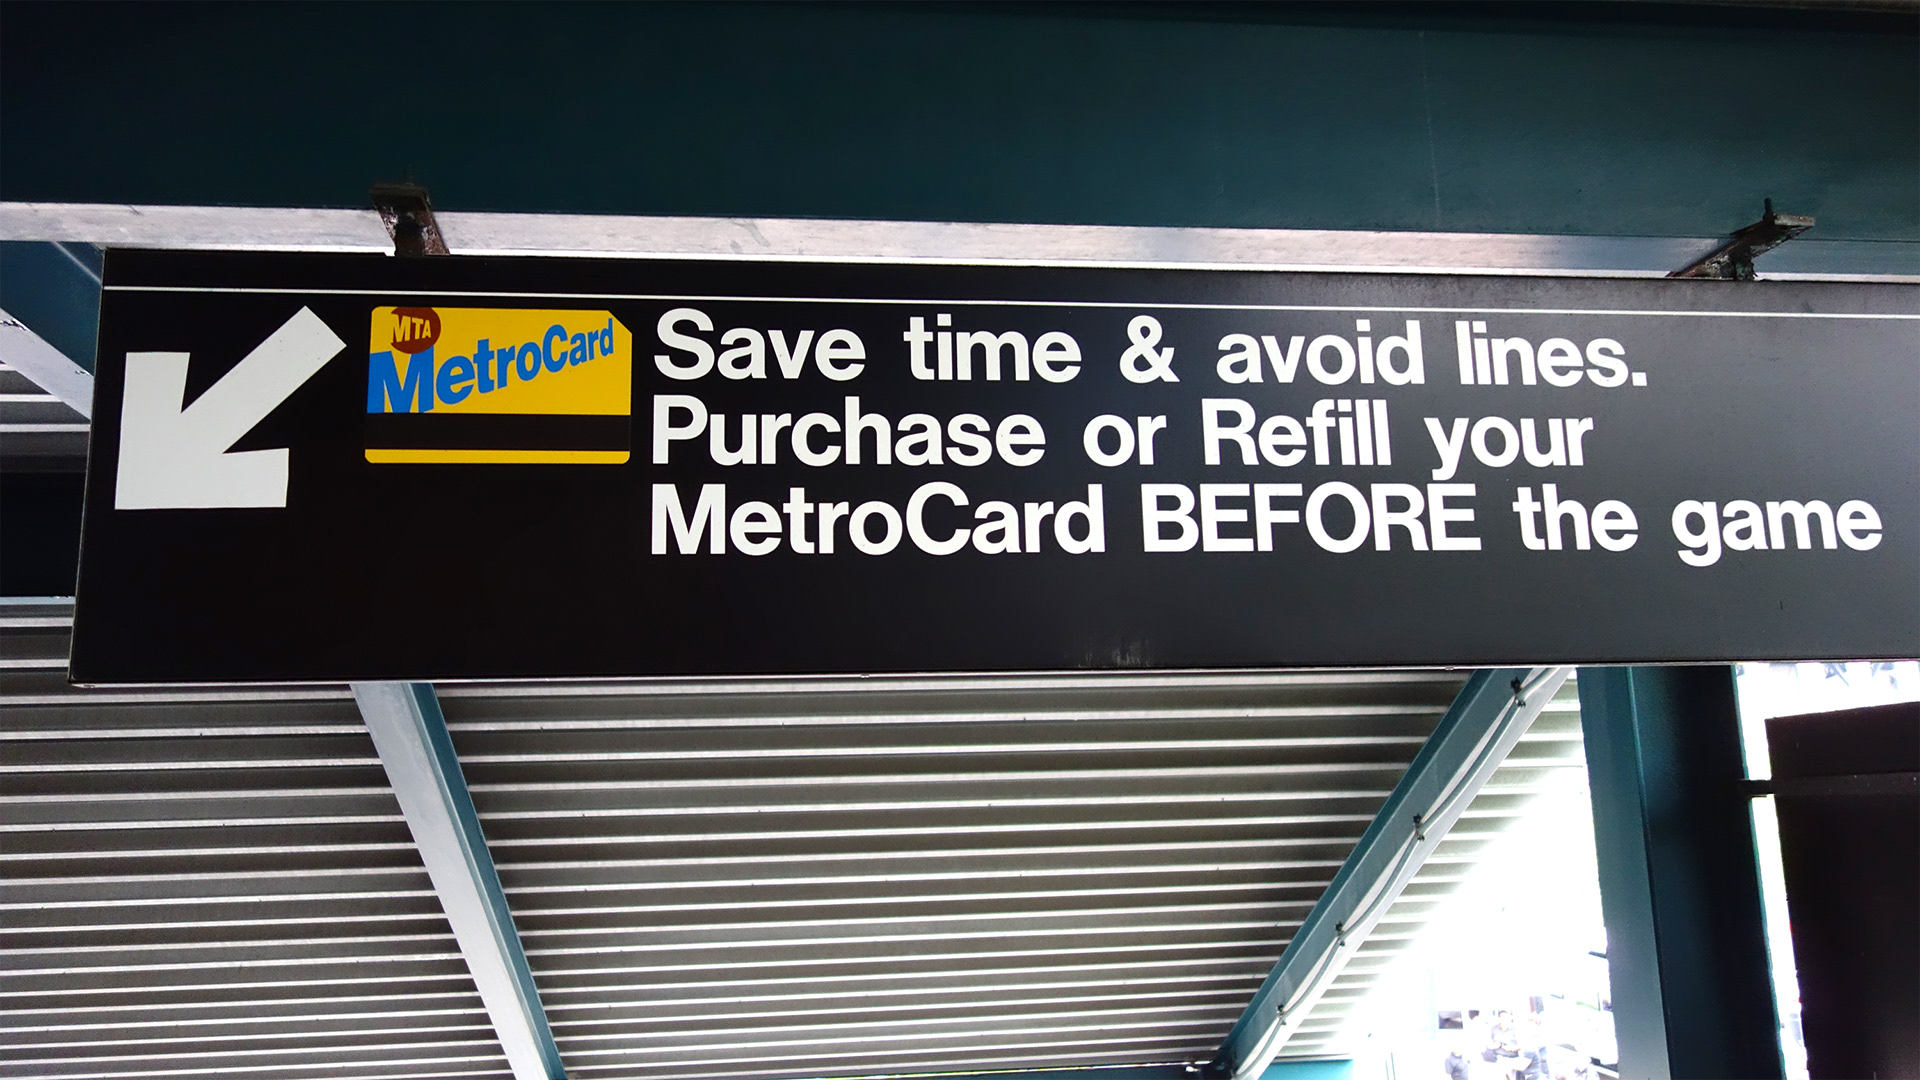 MTA
MetroCard
Save time & avoid lines.
Purchase or Refill your
MetroCard BEFORE the game